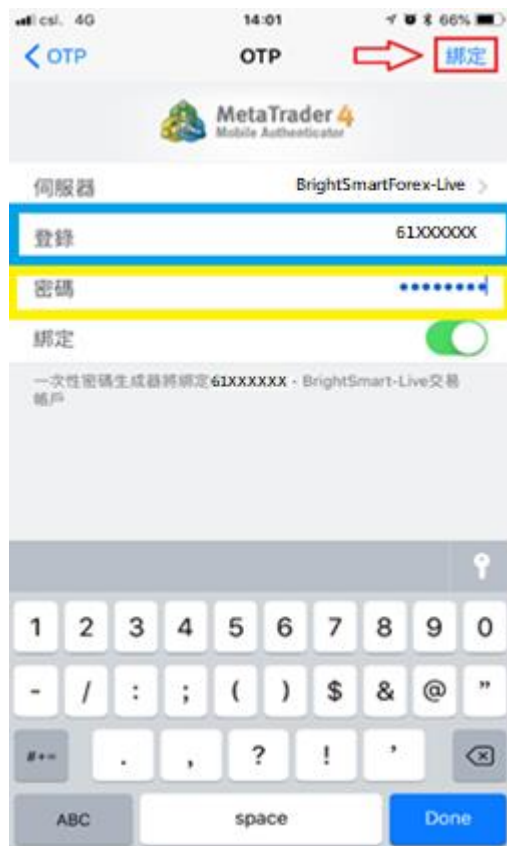 csl. 4G 14:01 66%
OTP OTP 綁定
MetaTrader 4
Mobile Authenticator
伺服器 BrightSmartForex-Live
登錄 61XXXXXX
密碼 ••••••••
綁定
一次性密碼生成器將綁定61XXXXXX - BrightSmart-Live交易
帳戶
1 2 3 4 5 6 7 8 9 0
- / : ; ( ) $ & @ "
#+= . , ? ! '
ABC space Done